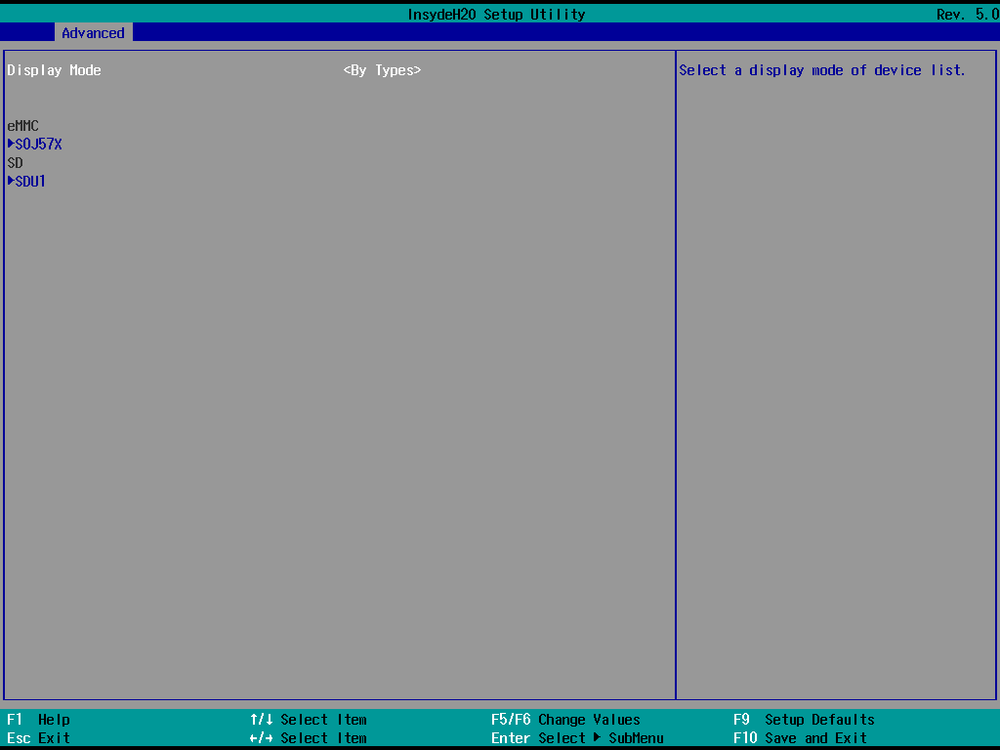 InsydeH20 Setup Utility Rev. 5.0
Advanced
Display Mode <By Types> Select a display mode of device list.
eMMC
▶S0J57X
SD
▶SDU1
F1 Help ↑/↓ Select Item F5/F6 Change Values F9 Setup Defaults
Esc Exit ←/→ Select Item Enter Select ▶ SubMenu F10 Save and Exit